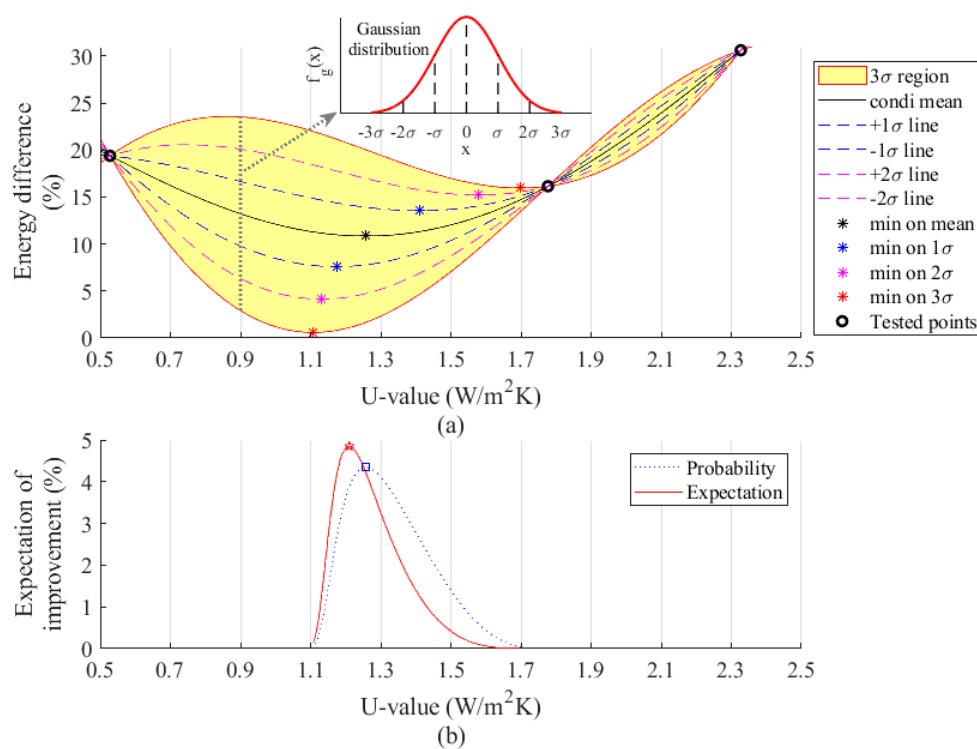 Gaussian
distribution
f_g(x)
-3σ -2σ -σ 0 σ 2σ 3σ
x
30
25
20
15
10
5
0
Energy difference
(%)
0.5 0.7 0.9 1.1 1.3 1.5 1.7 1.9 2.1 2.3 2.5
U-value (W/m²K)
(a)
3σ region
condi mean
+1σ line
-1σ line
+2σ line
-2σ line
min on mean
min on 1σ
min on 2σ
min on 3σ
Tested points
5
4
3
2
1
0
Expectation of
improvement (%)
Probability
Expectation
0.5 0.7 0.9 1.1 1.3 1.5 1.7 1.9 2.1 2.3 2.5
U-value (W/m²K)
(b)